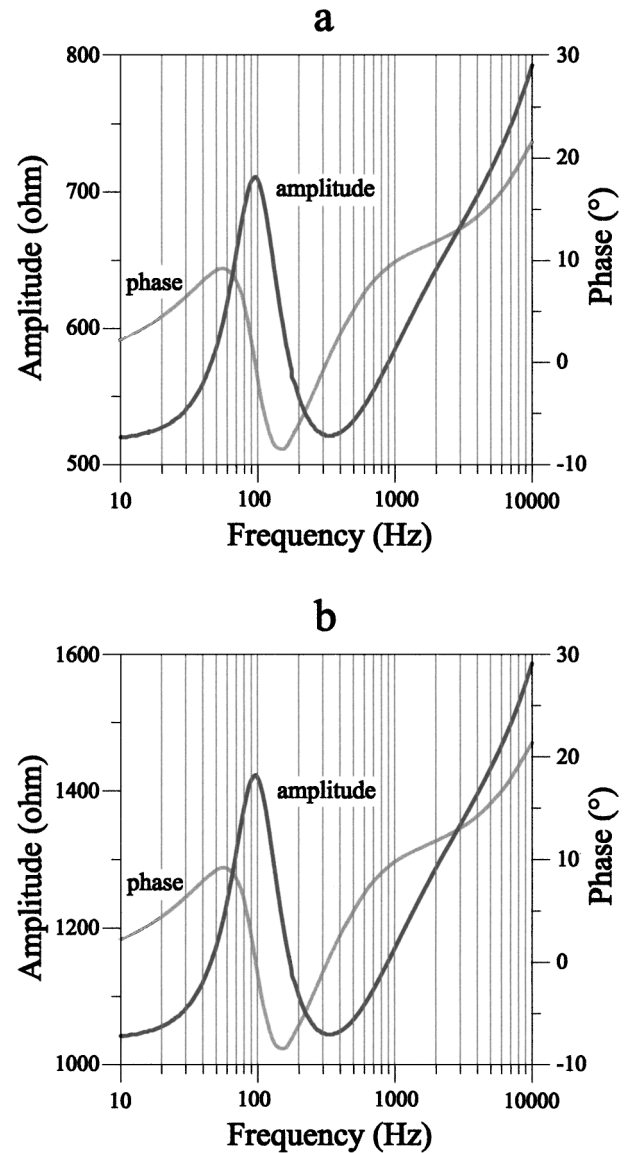 a
800
700
600
500
Amplitude (ohm)
30
20
10
0
-10
Phase (°)
amplitude
phase
10
100
1000
10000
Frequency (Hz)
b
1600
1400
1200
1000
Amplitude (ohm)
30
20
10
0
-10
Phase (°)
amplitude
phase
10
100
1000
10000
Frequency (Hz)